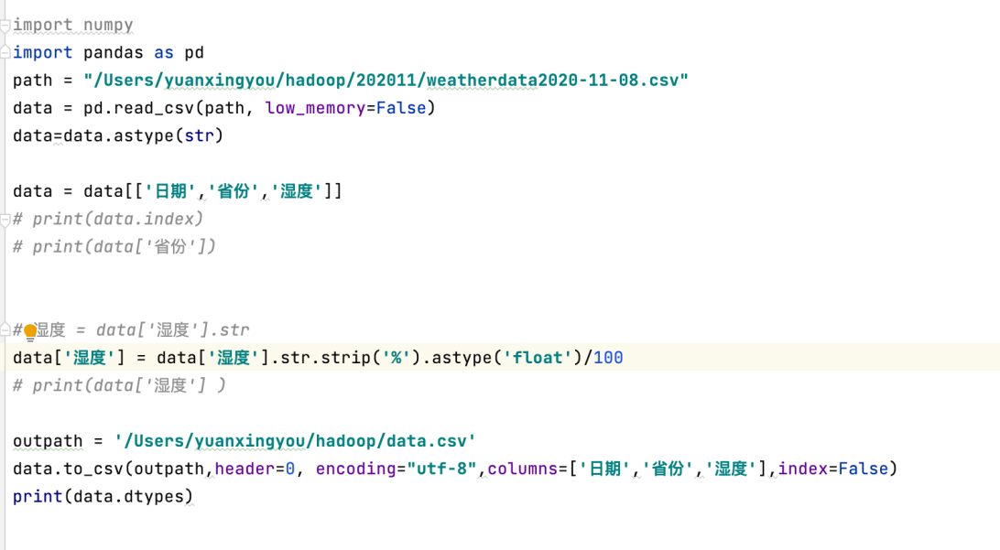 import numpy
import pandas as pd
path = "/Users/yuanxingyou/hadoop/202011/weatherdata2020-11-08.csv"
data = pd.read_csv(path, low_memory=False)
data=data.astype(str)
data = data[['日期','省份','湿度']]
# print(data.index)
# print(data['省份'])
# 湿度 = data['湿度'].str
data['湿度'] = data['湿度'].str.strip('%').astype('float')/100
# print(data['湿度'] )
outpath = '/Users/yuanxingyou/hadoop/data.csv'
data.to_csv(outpath,header=0, encoding="utf-8",columns=['日期','省份','湿度'],index=False)
print(data.dtypes)